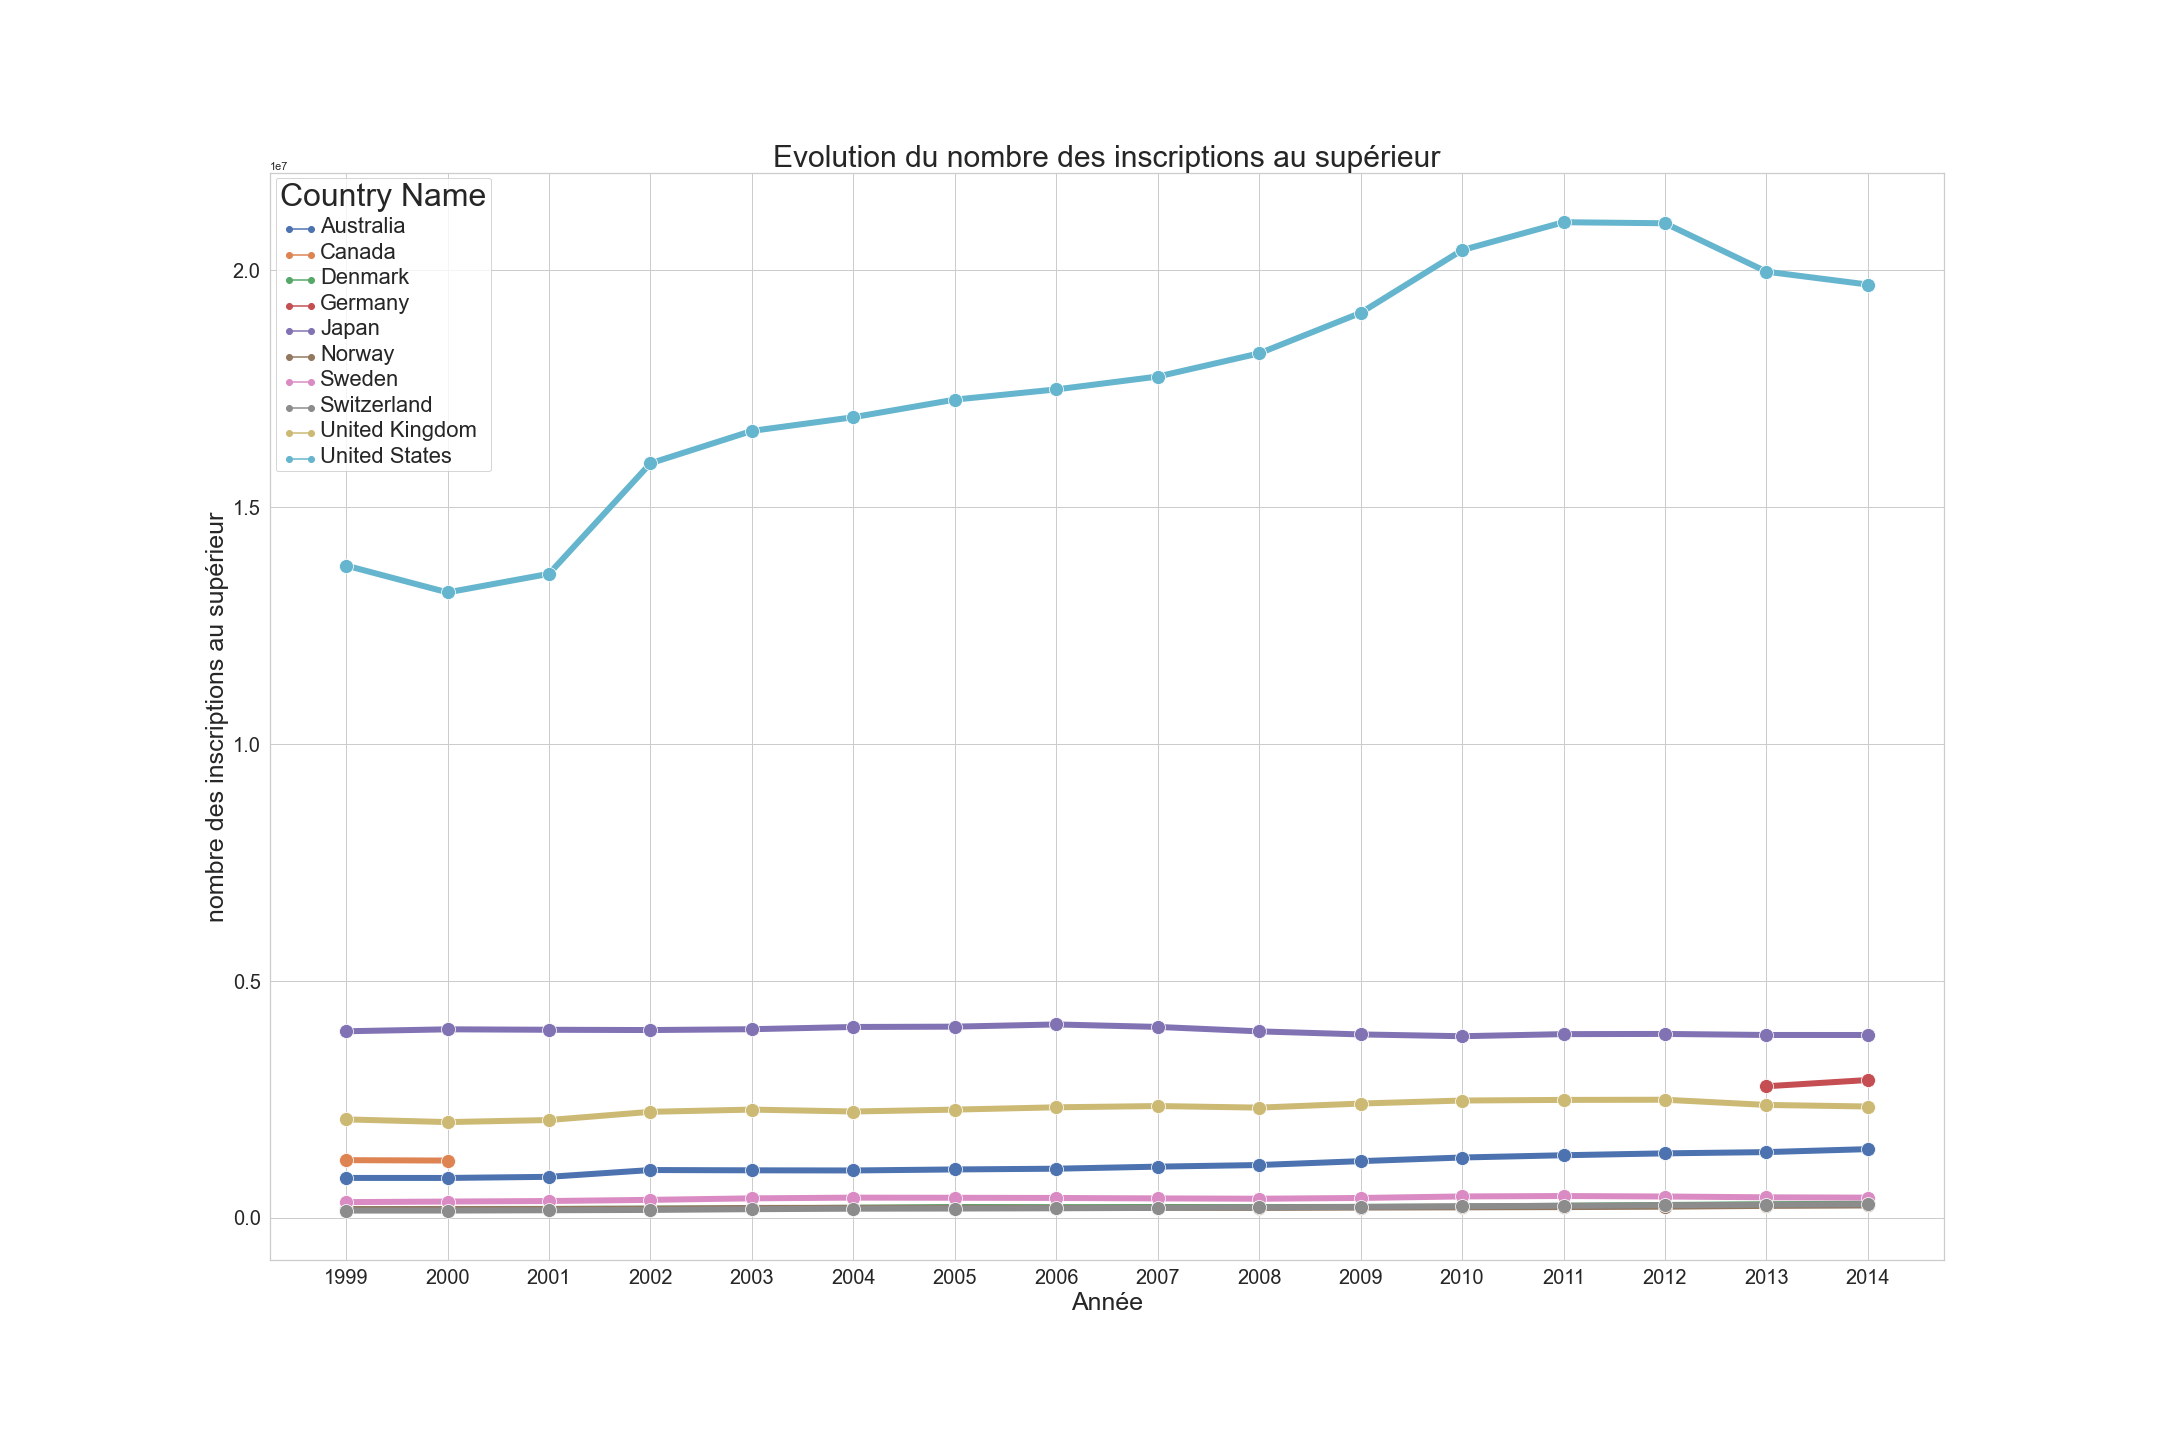 Evolution du nombre des inscriptions au supérieur
1e7
Country Name
Australia
Canada
Denmark
Germany
Japan
Norway
Sweden
Switzerland
United Kingdom
United States
2.0
1.5
1.0
0.5
0.0
nombre des inscriptions au supérieur
1999 2000 2001 2002 2003 2004 2005 2006 2007 2008 2009 2010 2011 2012 2013 2014
Année